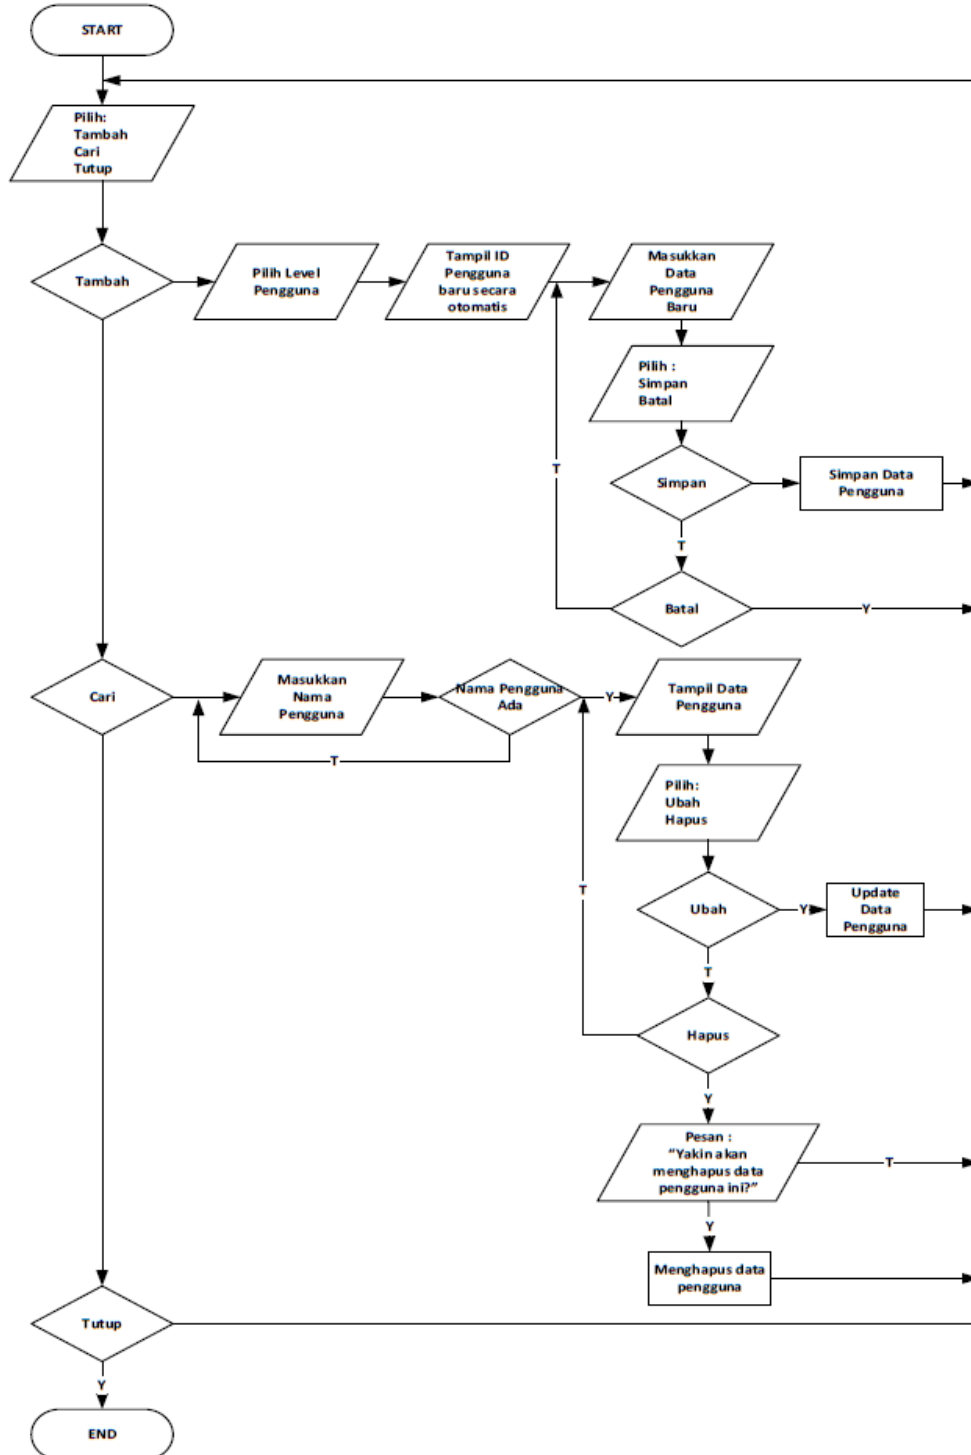 START
Pilih:
Tambah
Cari
Tutup
Tambah
Pilih Level
Pengguna
Tampil ID
Pengguna
baru secara
otomatis
Masukkan
Data
Pengguna
Baru
Pilih :
Simpan
Batal
T
Simpan
Simpan Data
Pengguna
T
Batal
Y
Cari
Masukkan
Nama
Pengguna
Nama Pengguna
Ada
Y
Tampil Data
Pengguna
T
Pilih:
Ubah
Hapus
T
Ubah
Y
Update
Data
Pengguna
T
Hapus
Y
Pesan :
“Yakin akan
menghapus data
pengguna ini?”
T
Y
Menghapus data
pengguna
Tutup
Y
END